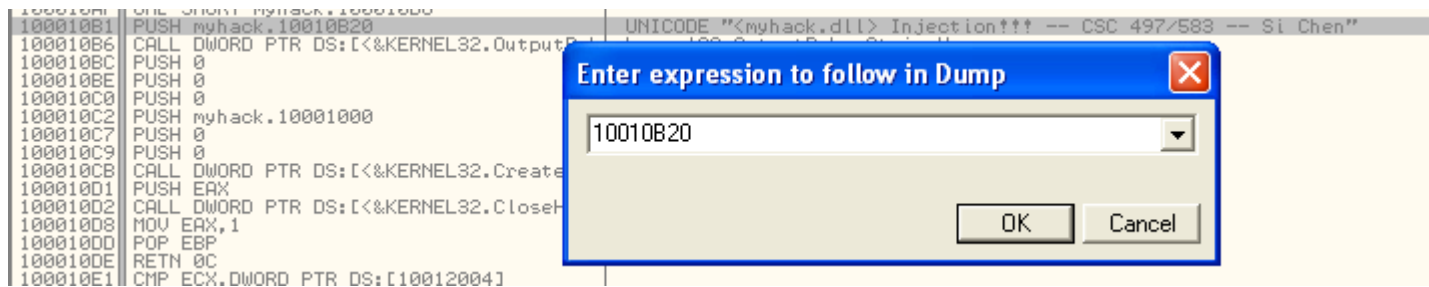 100010B1 PUSH myhack.10010B20 UNICODE "<myhack.dll> Injection!!! -- CSC 497/583 -- Si Chen"
100010B6 CALL DWORD PTR DS:[<&KERNEL32.OutputD
100010BC PUSH 0
100010BE PUSH 0
100010C0 PUSH 0
100010C2 PUSH myhack.10001000
100010C7 PUSH 0
100010C9 PUSH 0
100010CB CALL DWORD PTR DS:[<&KERNEL32.Create
100010D1 PUSH EAX
100010D2 CALL DWORD PTR DS:[<&KERNEL32.CloseH
100010D8 MOV EAX,1
100010DD POP EBP
100010DE RETN 0C
100010E1 CMP ECX,DWORD PTR DS:[10012004]
Enter expression to follow in Dump
10010B20
OK Cancel